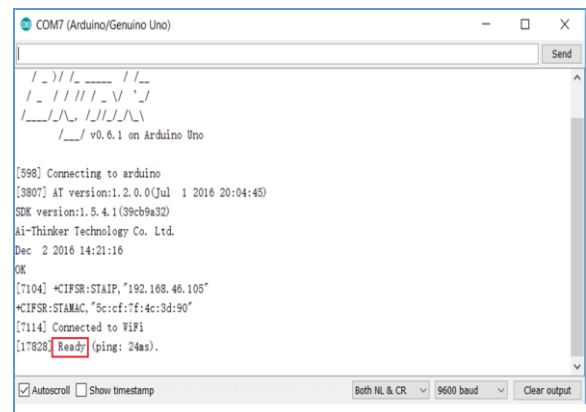 COM7 (Arduino/Genuino Uno)
Send
/ _ )/ /_ _____  / /__
/ _  / / // / _ \/  '_/
/____/_/\_, /_//_/_/\_\
/___/ v0.6.1 on Arduino Uno
[598] Connecting to arduino
[3807] AT version:1.2.0.0(Jul  1 2016 20:04:45)
SDK version:1.5.4.1(39cb9a32)
Ai-Thinker Technology Co. Ltd.
Dec  2 2016 14:21:16
OK
[7104] +CIFSR:STAIP,"192.168.46.105"
+CIFSR:STAMAC,"5c:cf:7f:4c:3d:90"
[7114] Connected to WiFi
[17828] Ready (ping: 24ms).
Autoscroll Show timestamp Both NL & CR 9600 baud Clear output